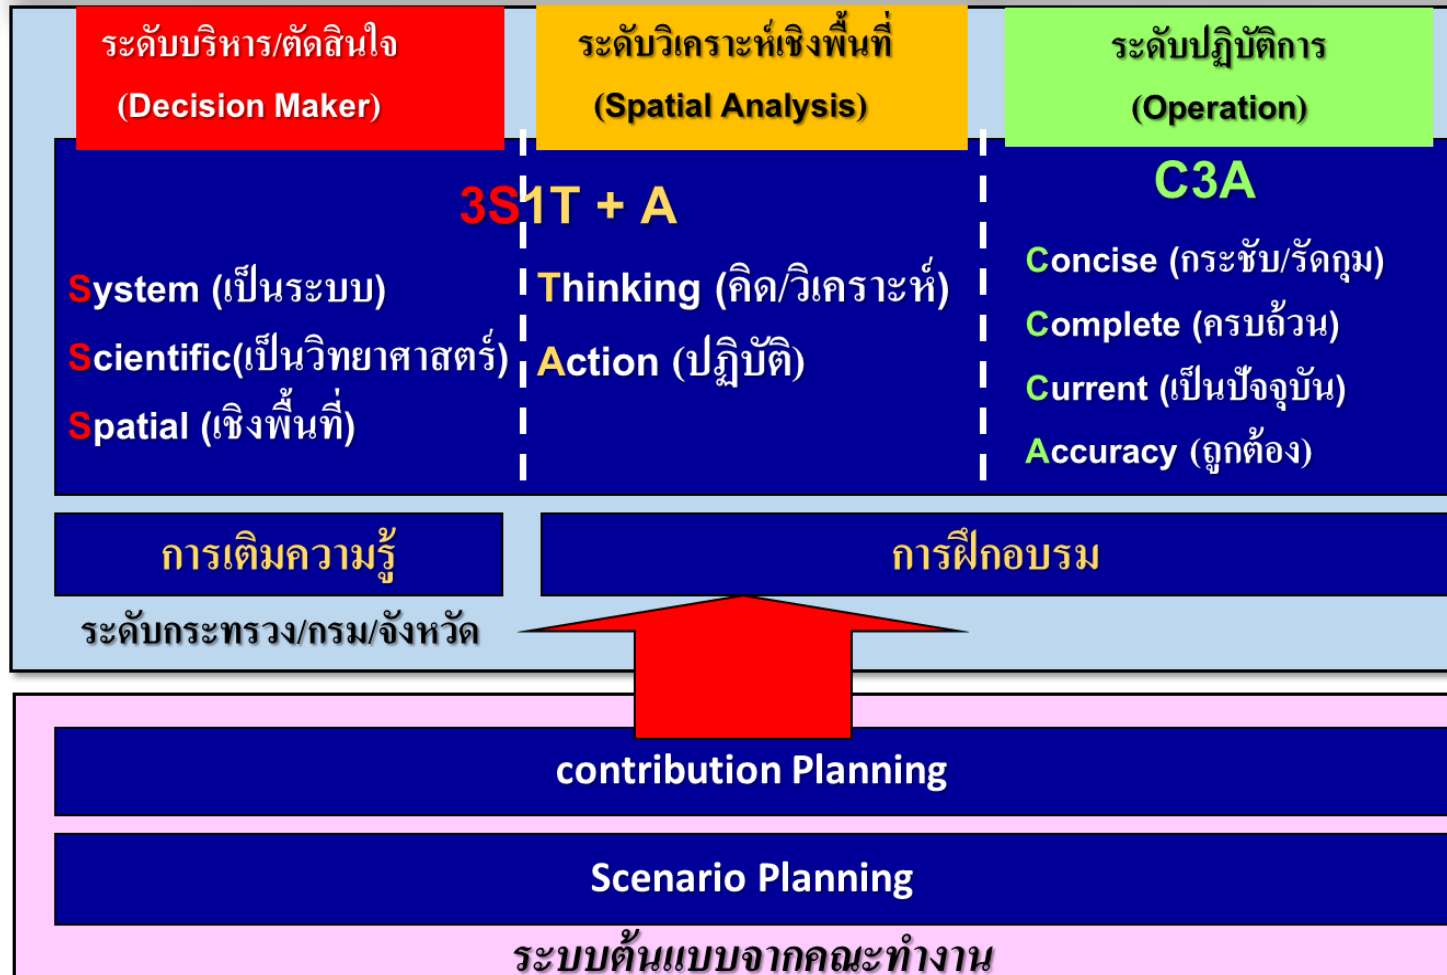 ระดับบริหาร/ตัดสินใจ
(Decision Maker)
ระดับวิเคราะห์เชิงพื้นที่
(Spatial Analysis)
ระดับปฏิบัติการ
(Operation)
3S1T + A
System (เป็นระบบ)
Scientific(เป็นวิทยาศาสตร์)
Spatial (เชิงพื้นที่)
Thinking (คิด/วิเคราะห์)
Action (ปฏิบัติ)
C3A
Concise (กระชับ/รัดกุม)
Complete (ครบถ้วน)
Current (เป็นปัจจุบัน)
Accuracy (ถูกต้อง)
การเติมความรู้
การฝึกอบรม
ระดับกระทรวง/กรม/จังหวัด
contribution Planning
Scenario Planning
ระบบต้นแบบจากคณะทำงาน